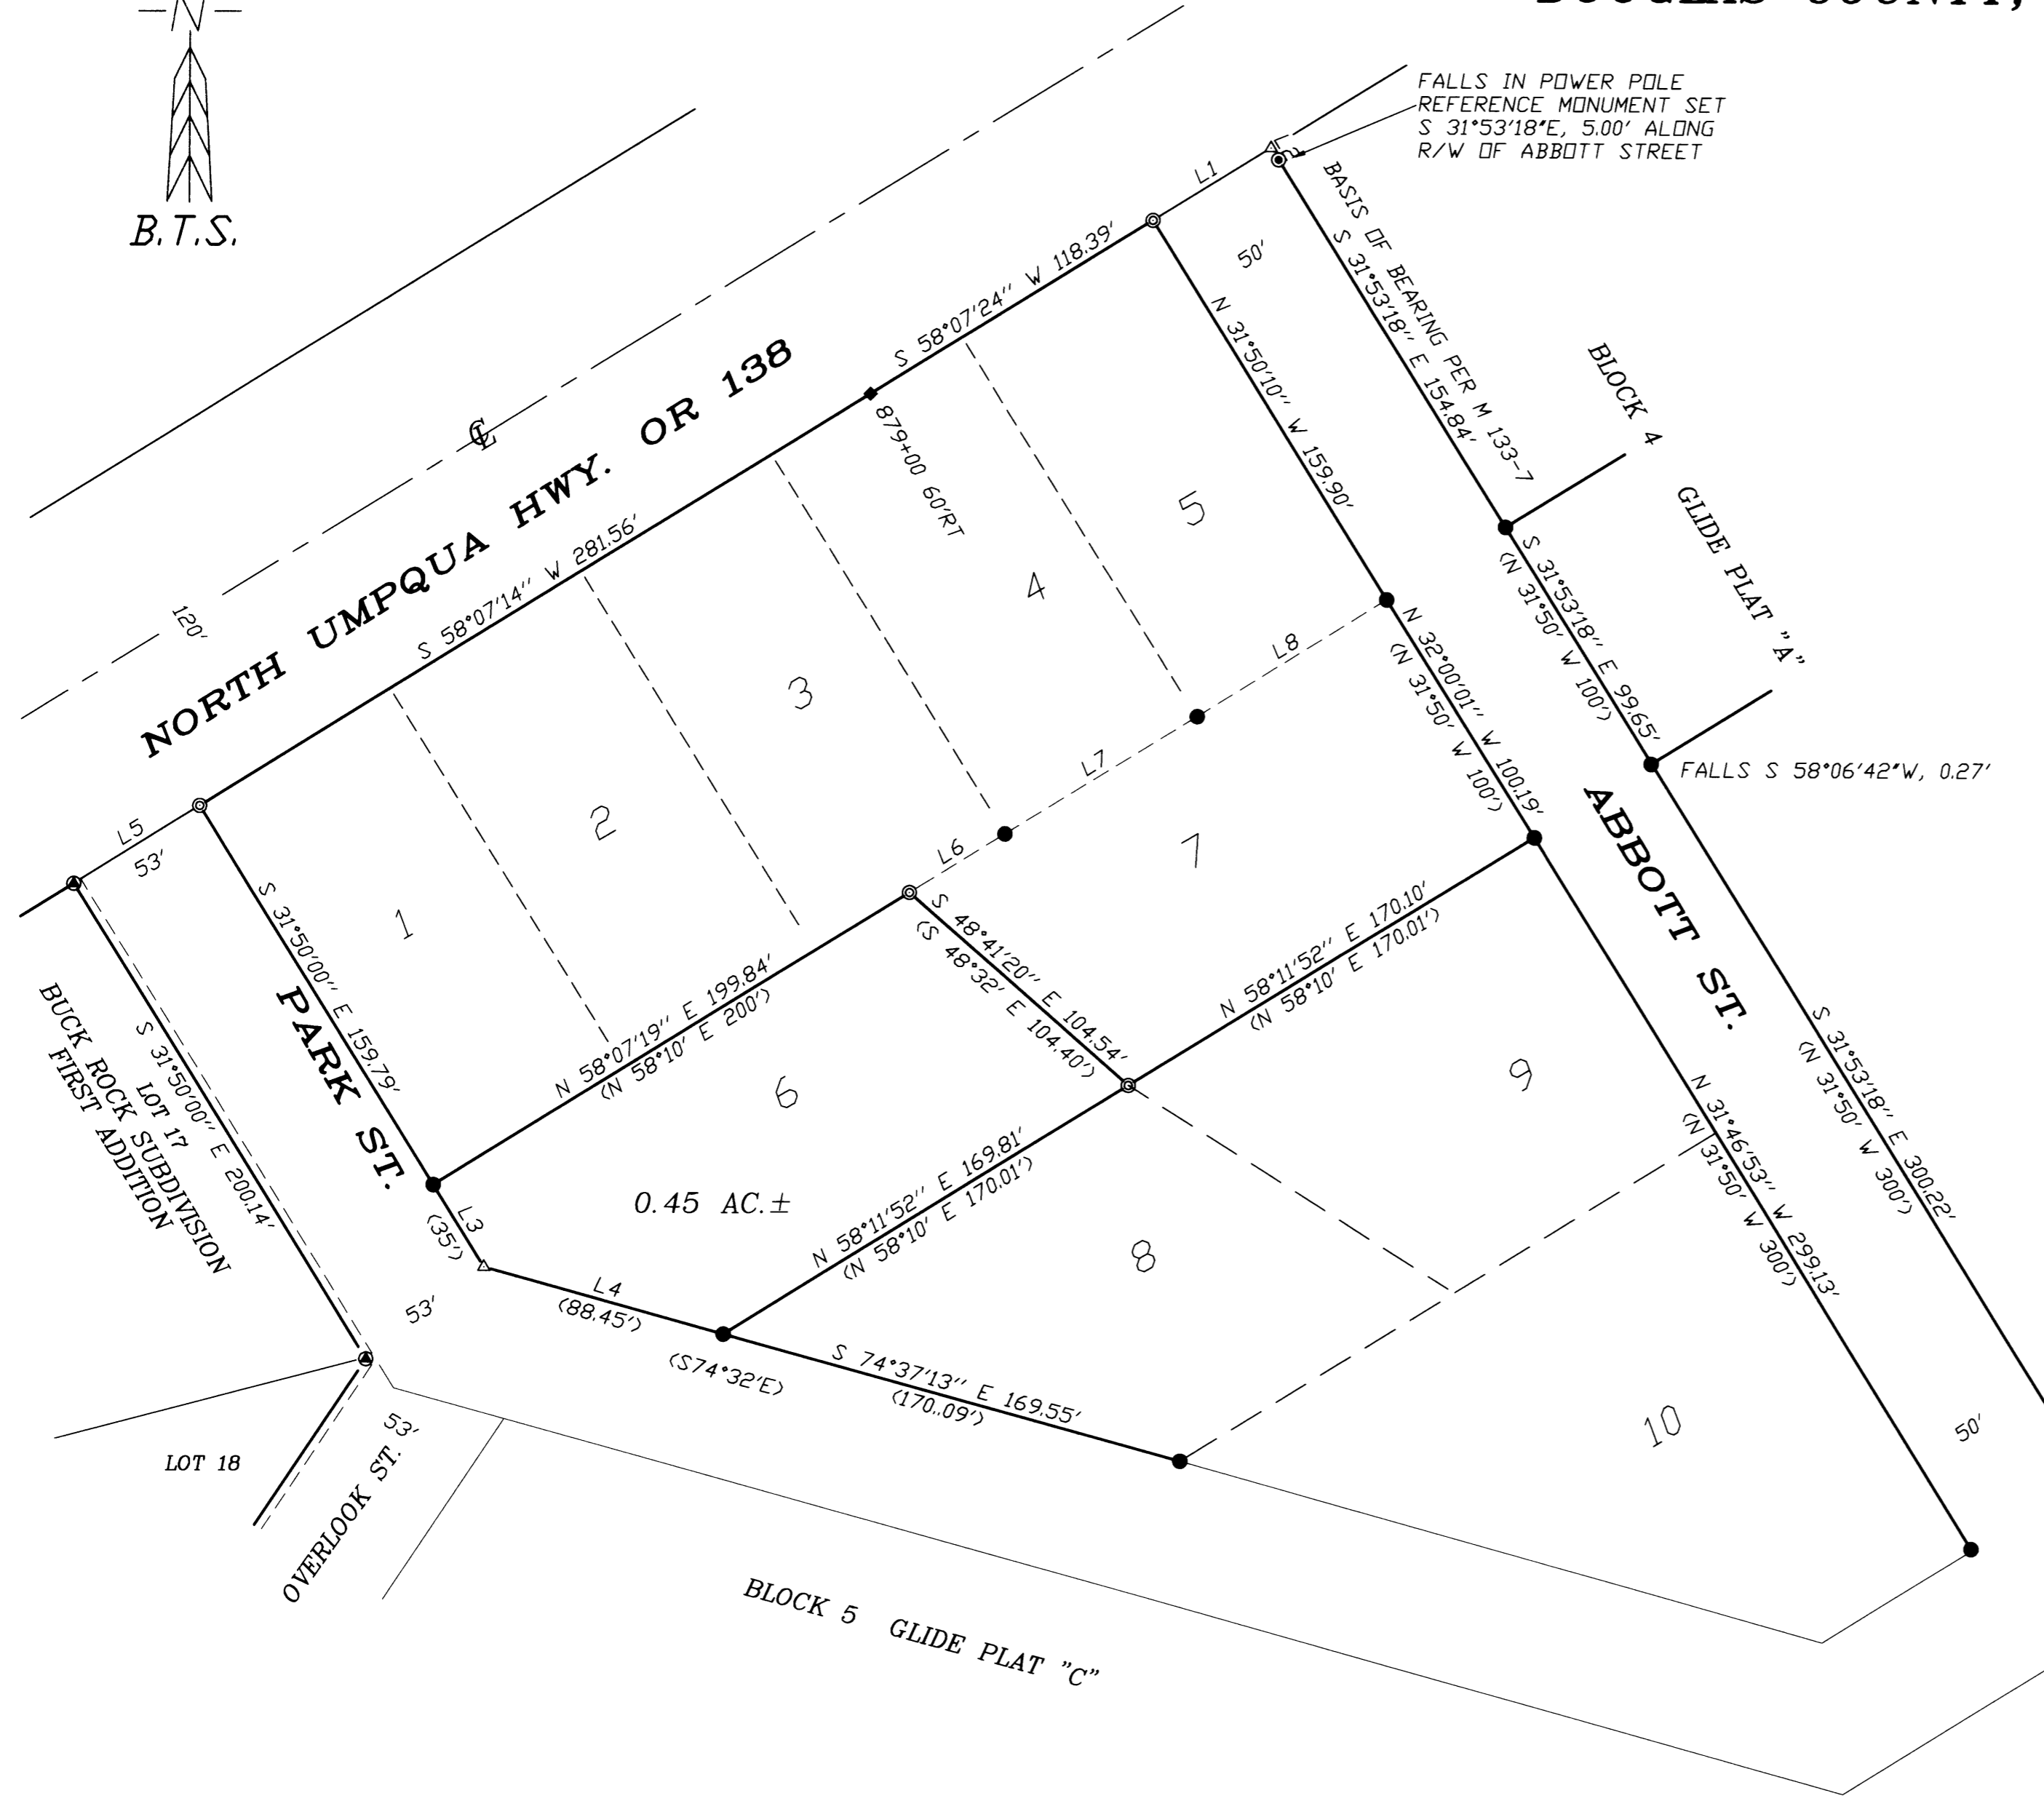 N
B.T.S.
FALLS IN POWER POLE
REFERENCE MONUMENT SET
S 31°53'18"E, 5.00' ALONG
R/W OF ABBOTT STREET
L1
BASIS OF BEARING PER M 133-7
S 31°53'18'' E 154.84'
50'
S 58°07'24'' W 118.39'
N 31°50'10'' W 159.90'
BLOCK 4
GLIDE PLAT "A"
℄
NORTH UMPQUA HWY. OR 138
120'
S 58°07'14'' W 281.56'
879+00 60'RT
5
4
3
2
1
L8
L7
L6
7
N 32°00'01'' W 100.19'
(N 31°50' W 100')
S 31°53'18'' E 99.65'
(N 31°50' W 100')
FALLS S 58°06'42"W, 0.27'
ABBOTT ST.
L5
53'
S 31°50'00'' E 159.79'
PARK ST.
S 31°50'00'' E 200.14'
LOT 17
BUCK ROCK SUBDIVISION
FIRST ADDITION
N 58°07'19'' E 199.84'
(N 58°10' E 200')
S 48°41'20'' E 104.54'
(S 48°32' E 104.40')
N 58°11'52'' E 170.10'
(N 58°10' E 170.01')
6
0.45 AC.±
9
N 58°11'52'' E 169.81'
(N 58°10' E 170.01')
8
L3
(35')
L4
(88.45')
(S74°32'E)
S 74°37'13'' E 169.55'
(170..09')
N 31°46'53'' W 299.13'
(N 31°50' W 300')
S 31°53'18'' E 300.22'
(N 31°50' W 300')
10
50'
53'
53'
LOT 18
OVERLOOK ST.
BLOCK 5 GLIDE PLAT "C"